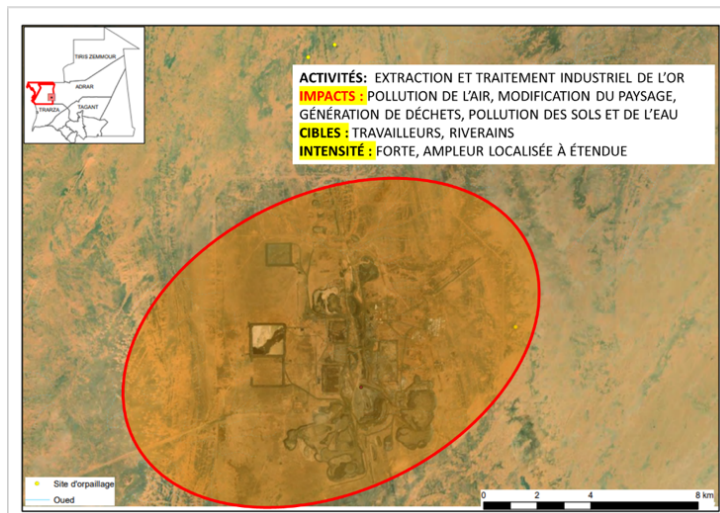 TIRIS ZEMMOUR
ADRAR
TRARZA
TAGANT
ACTIVITÉS: EXTRACTION ET TRAITEMENT INDUSTRIEL DE L'OR
IMPACTS : POLLUTION DE L'AIR, MODIFICATION DU PAYSAGE,
GÉNÉRATION DE DÉCHETS, POLLUTION DES SOLS ET DE L'EAU
CIBLES : TRAVAILLEURS, RIVERAINS
INTENSITÉ : FORTE, AMPLEUR LOCALISÉE À ÉTENDUE
Site d'orpaillage
Oued
0 2 4 8 km